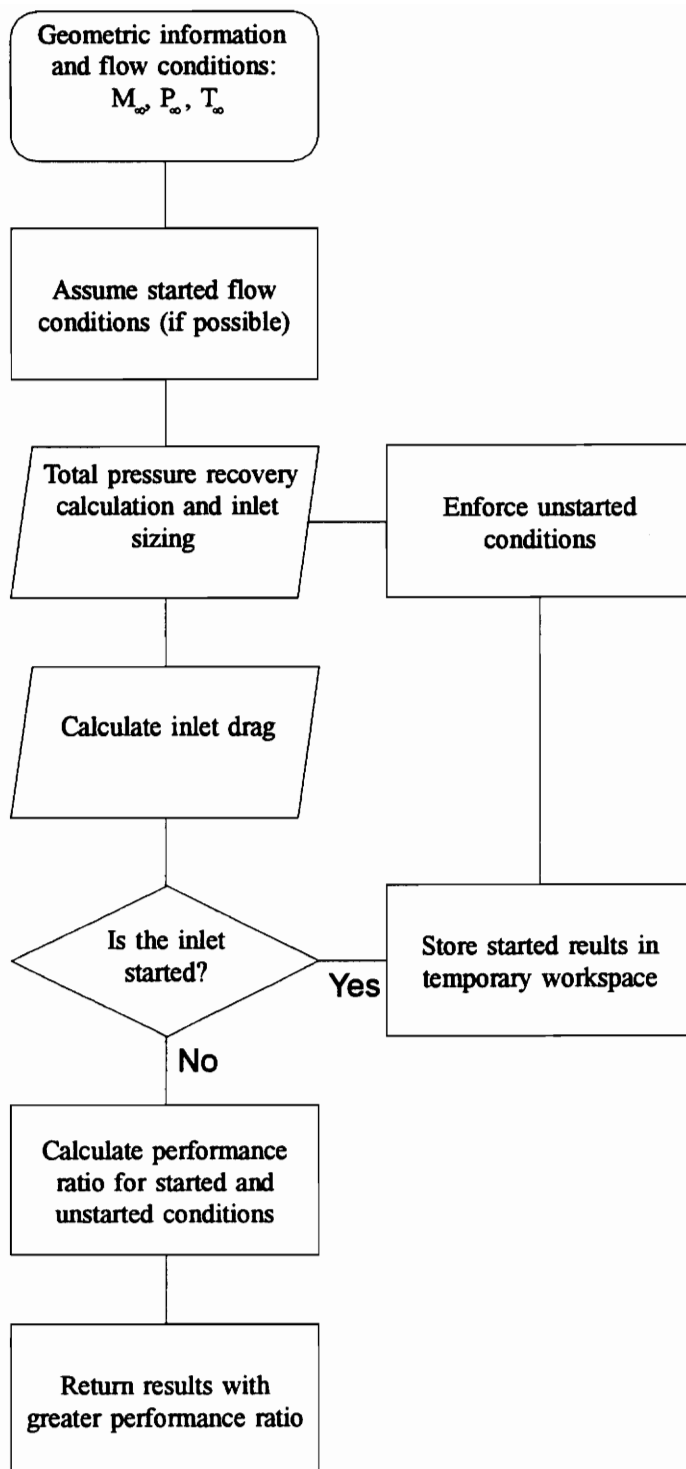 Geometric information
and flow conditions:
M∞, P∞, T∞
Assume started flow
conditions (if possible)
Total pressure recovery
calculation and inlet
sizing
Enforce unstarted
conditions
Calculate inlet drag
Is the inlet
started?
Yes
Store started reults in
temporary workspace
No
Calculate performance
ratio for started and
unstarted conditions
Return results with
greater performance ratio